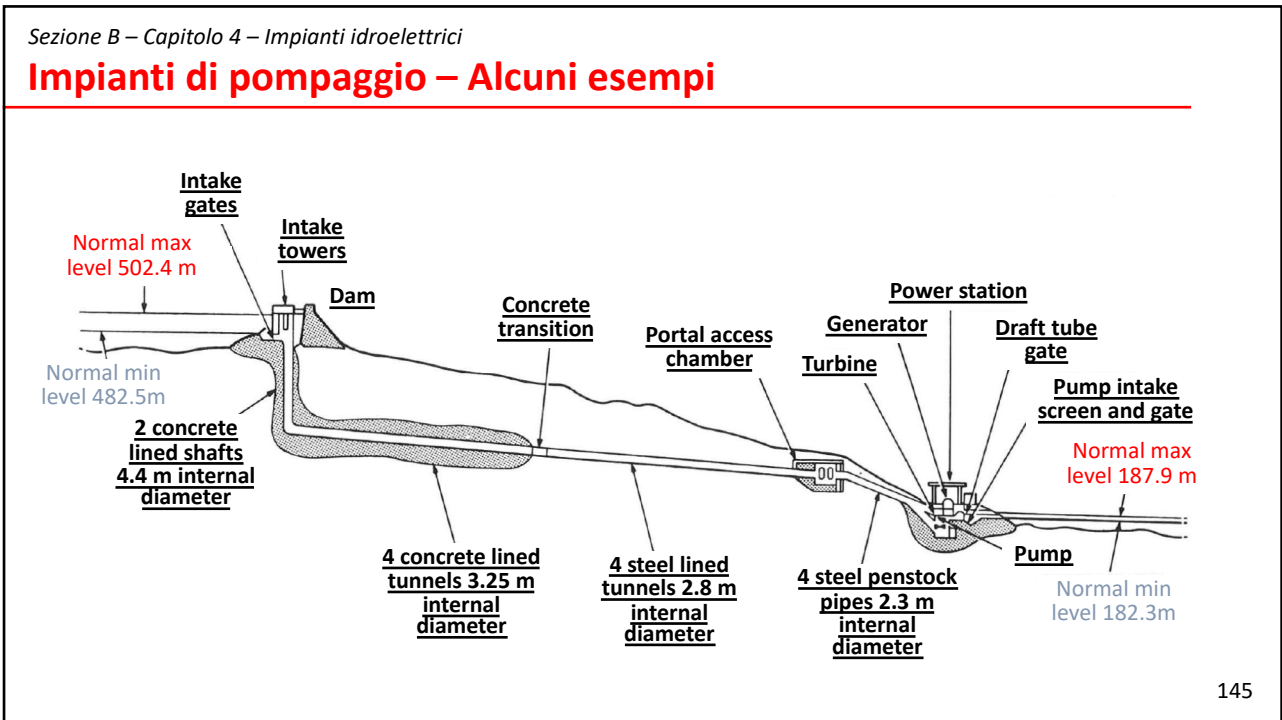 Sezione B – Capitolo 4 – Impianti idroelettrici
Impianti di pompaggio – Alcuni esempi
Intake
gates
Intake
towers
Normal max
level 502.4 m
Dam
Normal min
level 482.5m
2 concrete
lined shafts
4.4 m internal
diameter
Concrete
transition
4 concrete lined
tunnels 3.25 m
internal
diameter
4 steel lined
tunnels 2.8 m
internal
diameter
Portal access
chamber
4 steel penstock
pipes 2.3 m
internal
diameter
Power station
Generator
Turbine
Draft tube
gate
Pump intake
screen and gate
Normal max
level 187.9 m
Pump
Normal min
level 182.3m
145